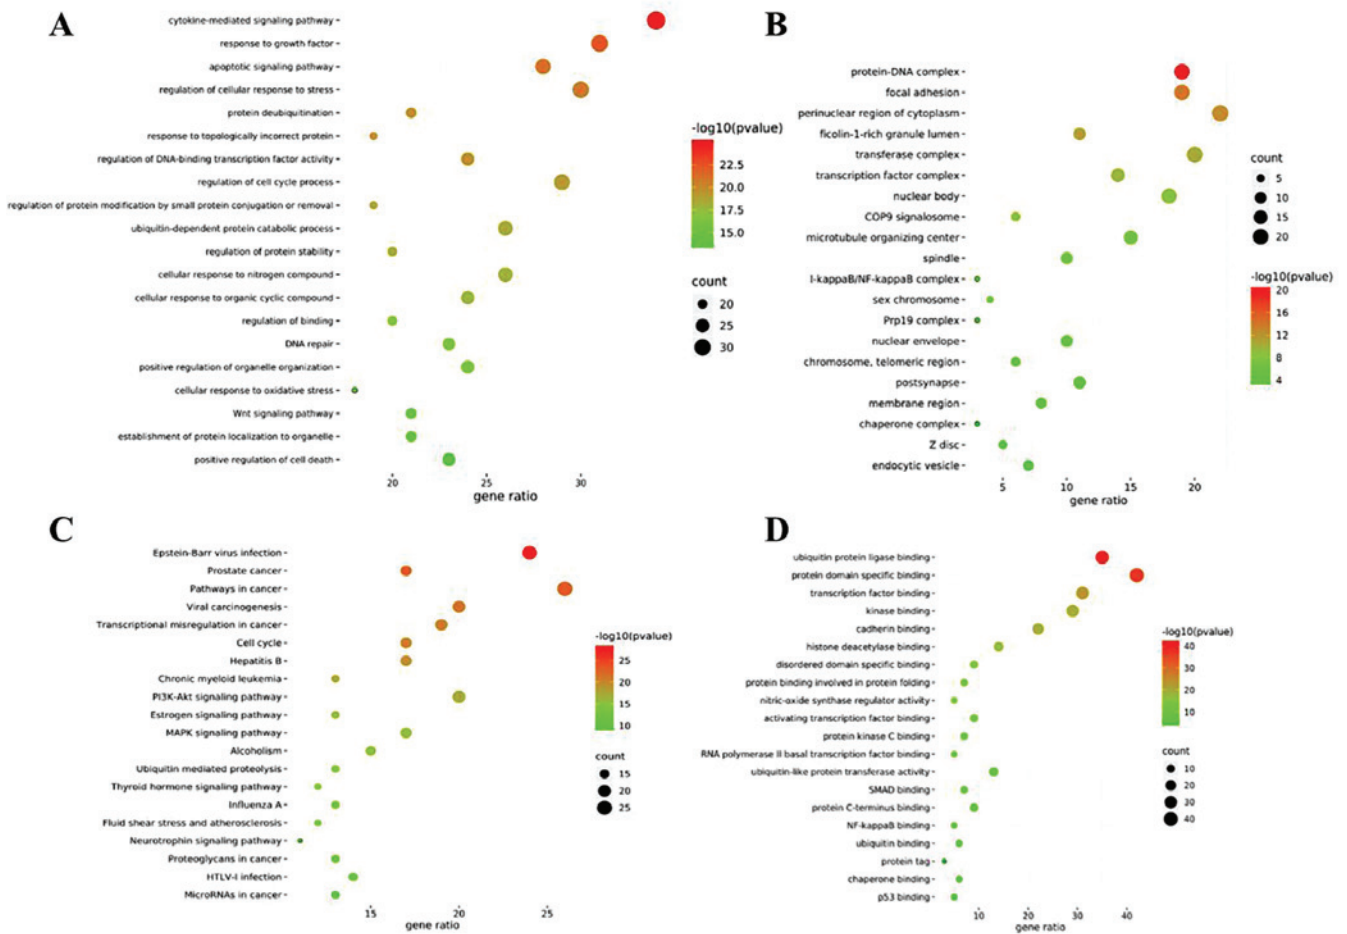 A
cytokine-mediated signaling pathway
response to growth factor
apoptotic signaling pathway
regulation of cellular response to stress
protein deubiquitination
response to topologically incorrect protein
regulation of DNA-binding transcription factor activity
regulation of cell cycle process
regulation of protein modification by small protein conjugation or removal
ubiquitin-dependent protein catabolic process
regulation of protein stability
cellular response to nitrogen compound
cellular response to organic cyclic compound
regulation of binding
DNA repair
positive regulation of organelle organization
cellular response to oxidative stress
Wnt signaling pathway
establishment of protein localization to organelle
positive regulation of cell death
20 25 30
gene ratio
-log10(pvalue)
22.5
20.0
17.5
15.0
count
20
25
30
B
protein-DNA complex
focal adhesion
perinuclear region of cytoplasm
ficolin-1-rich granule lumen
transferase complex
transcription factor complex
nuclear body
COP9 signalosome
microtubule organizing center
spindle
I-kappaB/NF-kappaB complex
sex chromosome
Prp19 complex
nuclear envelope
chromosome, telomeric region
postsynapse
membrane region
chaperone complex
Z disc
endocytic vesicle
5 10 15 20
gene ratio
count
5
10
15
20
-log10(pvalue)
20
16
12
8
4
C
Epstein-Barr virus infection
Prostate cancer
Pathways in cancer
Viral carcinogenesis
Transcriptional misregulation in cancer
Cell cycle
Hepatitis B
Chronic myeloid leukemia
PI3K-Akt signaling pathway
Estrogen signaling pathway
MAPK signaling pathway
Alcoholism
Ubiquitin mediated proteolysis
Thyroid hormone signaling pathway
Influenza A
Fluid shear stress and atherosclerosis
Neurotrophin signaling pathway
Proteoglycans in cancer
HTLV-I infection
MicroRNAs in cancer
15 20 25
gene ratio
-log10(pvalue)
25
20
15
10
count
15
20
25
D
ubiquitin protein ligase binding
protein domain specific binding
transcription factor binding
kinase binding
cadherin binding
histone deacetylase binding
disordered domain specific binding
protein binding involved in protein folding
nitric-oxide synthase regulator activity
activating transcription factor binding
protein kinase C binding
RNA polymerase II basal transcription factor binding
ubiquitin-like protein transferase activity
SMAD binding
protein C-terminus binding
NF-kappaB binding
ubiquitin binding
protein tag
chaperone binding
p53 binding
10 20 30 40
gene ratio
-log10(pvalue)
40
30
20
10
count
10
20
30
40